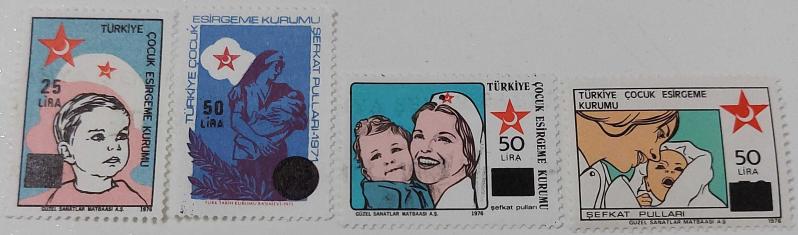 TÜRKİYE
ÇOCUK ESİRGEME KURUMU
25
LİRA
GÜZEL SANATLAR MATBAASI A.Ş.
1976
TÜRKİYE ÇOCUK
ESİRGEME KURUMU
ŞEFKAT PULLARI-1971
50
LİRA
TÜRK TARİH KURUMU BASIMEVİ-1971
TÜRKİYE
ÇOCUK ESİRGEME KURUMU
50
LİRA
şefkat pulları
GÜZEL SANATLAR MATBAASI A.Ş.
1976
TÜRKİYE ÇOCUK ESİRGEME
KURUMU
50
LİRA
ŞEFKAT PULLARI
GÜZEL SANATLAR MATBAASI A.Ş.
1976